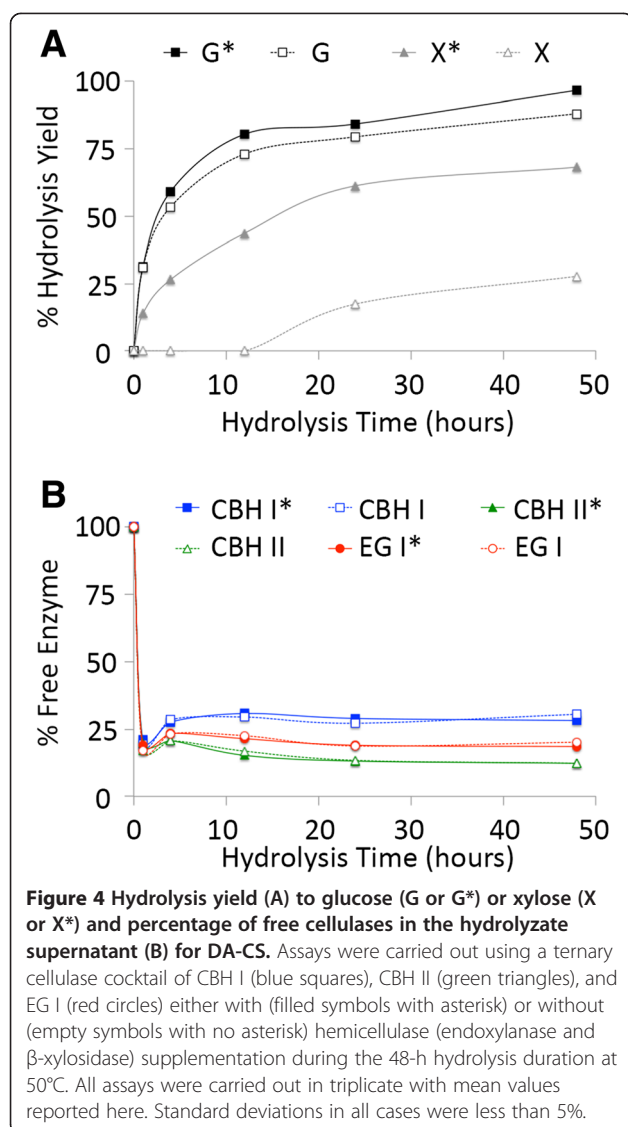 A
G* G X* X
100
75
50
25
0
% Hydrolysis Yield
0 10 20 30 40 50
Hydrolysis Time (hours)
B
CBH I* CBH I CBH II*
CBH II EG I* EG I
100
75
50
25
0
% Free Enzyme
0 10 20 30 40 50
Hydrolysis Time (hours)
Figure 4 Hydrolysis yield (A) to glucose (G or G*) or xylose (X
or X*) and percentage of free cellulases in the hydrolyzate
supernatant (B) for DA-CS. Assays were carried out using a ternary
cellulase cocktail of CBH I (blue squares), CBH II (green triangles), and
EG I (red circles) either with (filled symbols with asterisk) or without
(empty symbols with no asterisk) hemicellulase (endoxylanase and
β-xylosidase) supplementation during the 48-h hydrolysis duration at
50°C. All assays were carried out in triplicate with mean values
reported here. Standard deviations in all cases were less than 5%.